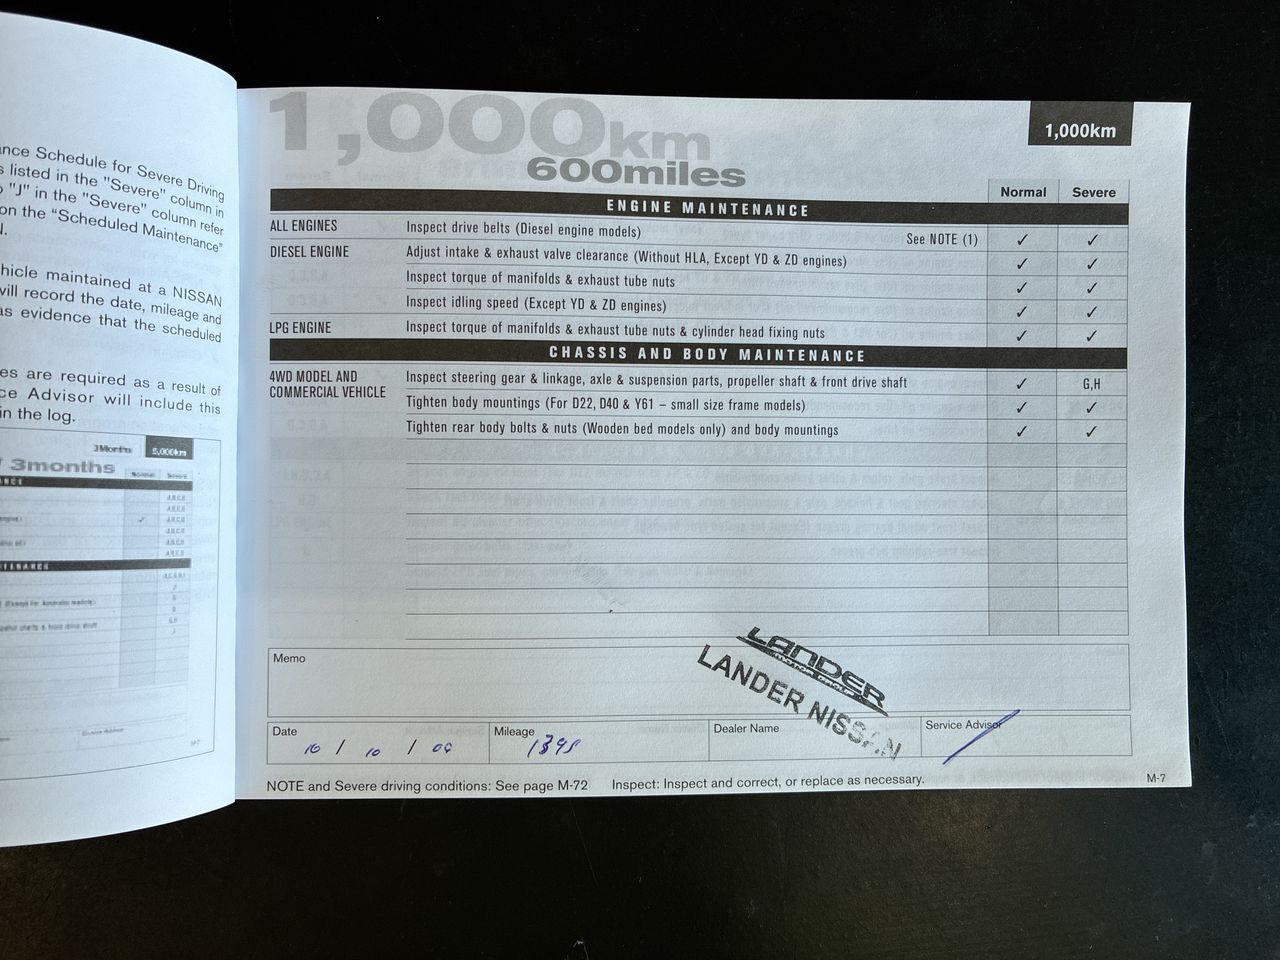 nce Schedule for Severe Driving
listed in the "Severe" column in
"J" in the "Severe" column refer
on the "Scheduled Maintenance"
hicle maintained at a NISSAN
will record the date, mileage and
as evidence that the scheduled
es are required as a result of
ce Advisor will include this
in the log.
3Months 5,000km
3months
Normal Severe
1,000km
600miles
1,000km
Normal Severe
ENGINE MAINTENANCE
ALL ENGINES Inspect drive belts (Diesel engine models) See NOTE (1) ✓ ✓
DIESEL ENGINE Adjust intake & exhaust valve clearance (Without HLA, Except YD & ZD engines) ✓ ✓
Inspect torque of manifolds & exhaust tube nuts ✓ ✓
Inspect idling speed (Except YD & ZD engines) ✓ ✓
LPG ENGINE Inspect torque of manifolds & exhaust tube nuts & cylinder head fixing nuts ✓ ✓
CHASSIS AND BODY MAINTENANCE
4WD MODEL AND COMMERCIAL VEHICLE Inspect steering gear & linkage, axle & suspension parts, propeller shaft & front drive shaft ✓ G,H
Tighten body mountings (For D22, D40 & Y61 – small size frame models) ✓ ✓
Tighten rear body bolts & nuts (Wooden bed models only) and body mountings ✓ ✓
Memo
LANDER
LANDER NISSAN
Date Mileage Dealer Name Service Advisor
10 / 10 /
NOTE and Severe driving conditions: See page M-72 Inspect: Inspect and correct, or replace as necessary.
M-7